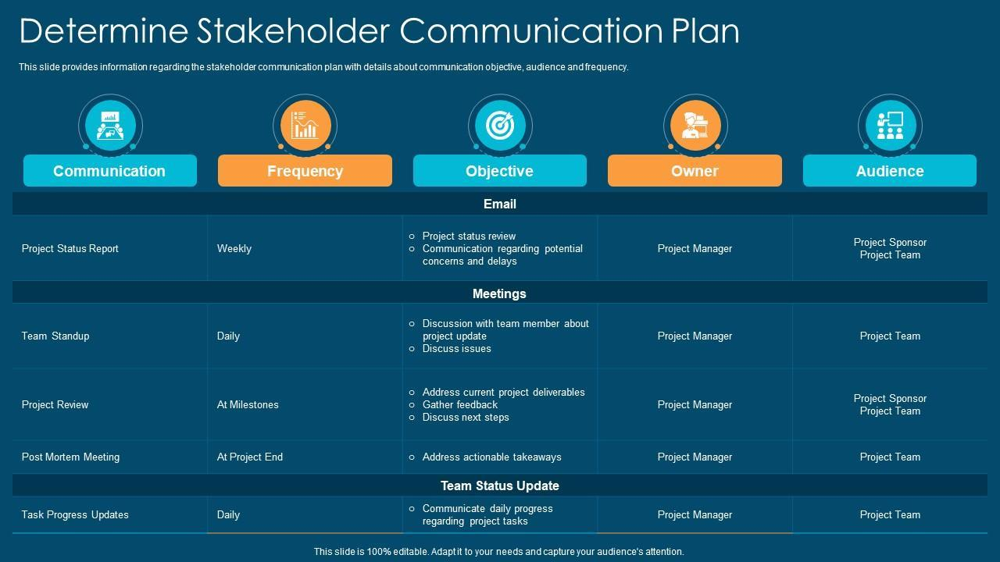 Determine Stakeholder Communication Plan
This slide provides information regarding the stakeholder communication plan with details about communication objective, audience and frequency.
Communication
Frequency
Objective
Owner
Audience
Email
Project Status Report
Weekly
Project status review
Communication regarding potential
concerns and delays
Project Manager
Project Sponsor
Project Team
Meetings
Team Standup
Daily
Discussion with team member about
project update
Discuss issues
Project Manager
Project Team
Project Review
At Milestones
Address current project deliverables
Gather feedback
Discuss next steps
Project Manager
Project Sponsor
Project Team
Post Mortem Meeting
At Project End
Address actionable takeaways
Project Manager
Project Team
Team Status Update
Task Progress Updates
Daily
Communicate daily progress
regarding project tasks
Project Manager
Project Team
This slide is 100% editable. Adapt it to your needs and capture your audience's attention.